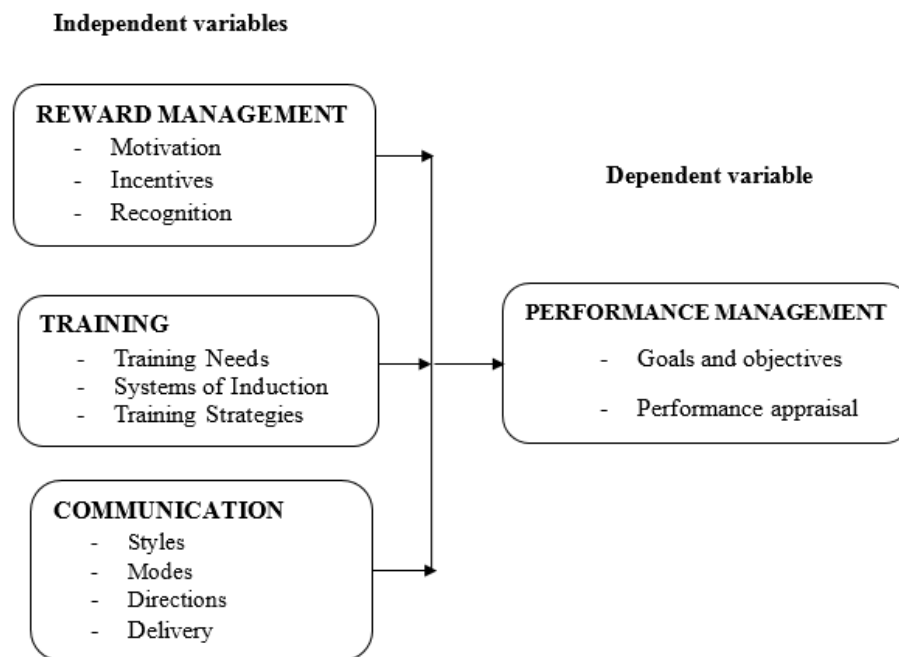 Independent variables
REWARD MANAGEMENT
- Motivation
- Incentives
- Recognition
Dependent variable
TRAINING
- Training Needs
- Systems of Induction
- Training Strategies
PERFORMANCE MANAGEMENT
- Goals and objectives
- Performance appraisal
COMMUNICATION
- Styles
- Modes
- Directions
- Delivery